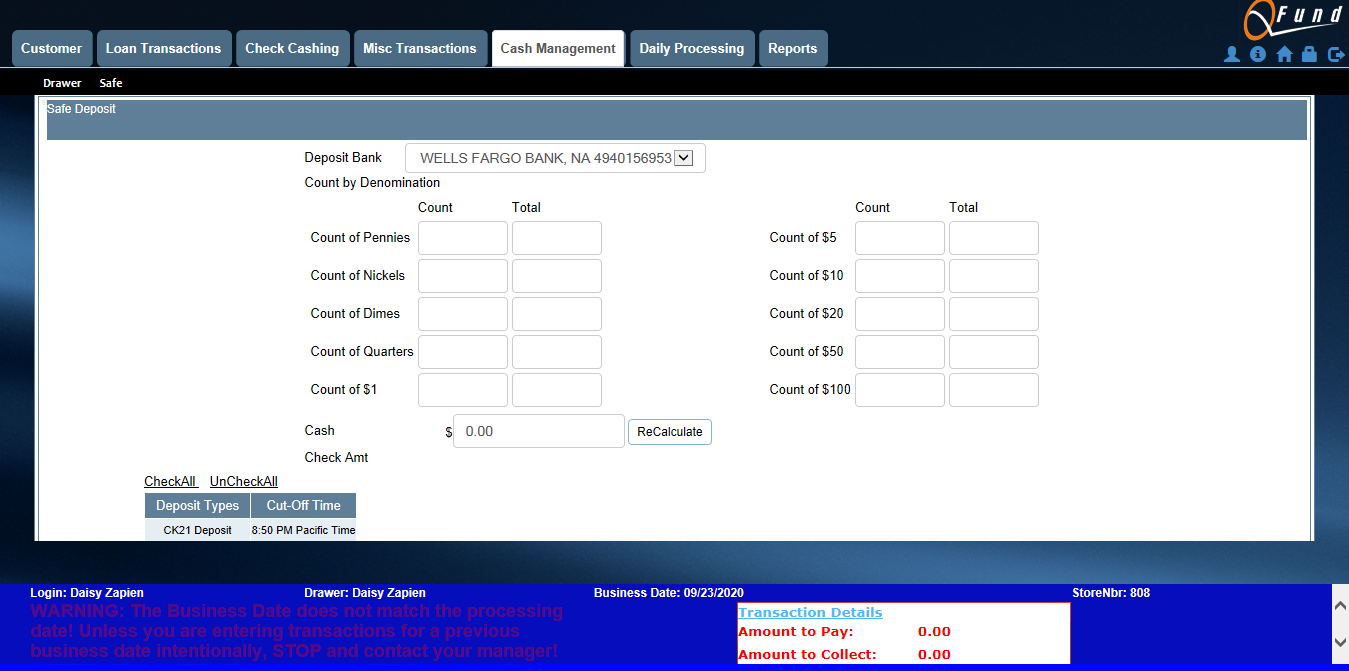 QFund
Customer Loan Transactions Check Cashing Misc Transactions Cash Management Daily Processing Reports
Drawer Safe
Safe Deposit
Deposit Bank WELLS FARGO BANK, NA 4940156953
Count by Denomination
Count Total Count Total
Count of Pennies Count of $5
Count of Nickels Count of $10
Count of Dimes Count of $20
Count of Quarters Count of $50
Count of $1 Count of $100
Cash $ 0.00 ReCalculate
Check Amt
CheckAll UnCheckAll
Deposit Types Cut-Off Time
CK21 Deposit 8:50 PM Pacific Time
Login: Daisy Zapien Drawer: Daisy Zapien Business Date: 09/23/2020 StoreNbr: 808
WARNING: The Business Date does not match the processing
date! Unless you are entering transactions for a previous
business date intentionally, STOP and contact your manager!
Transaction Details
Amount to Pay: 0.00
Amount to Collect: 0.00